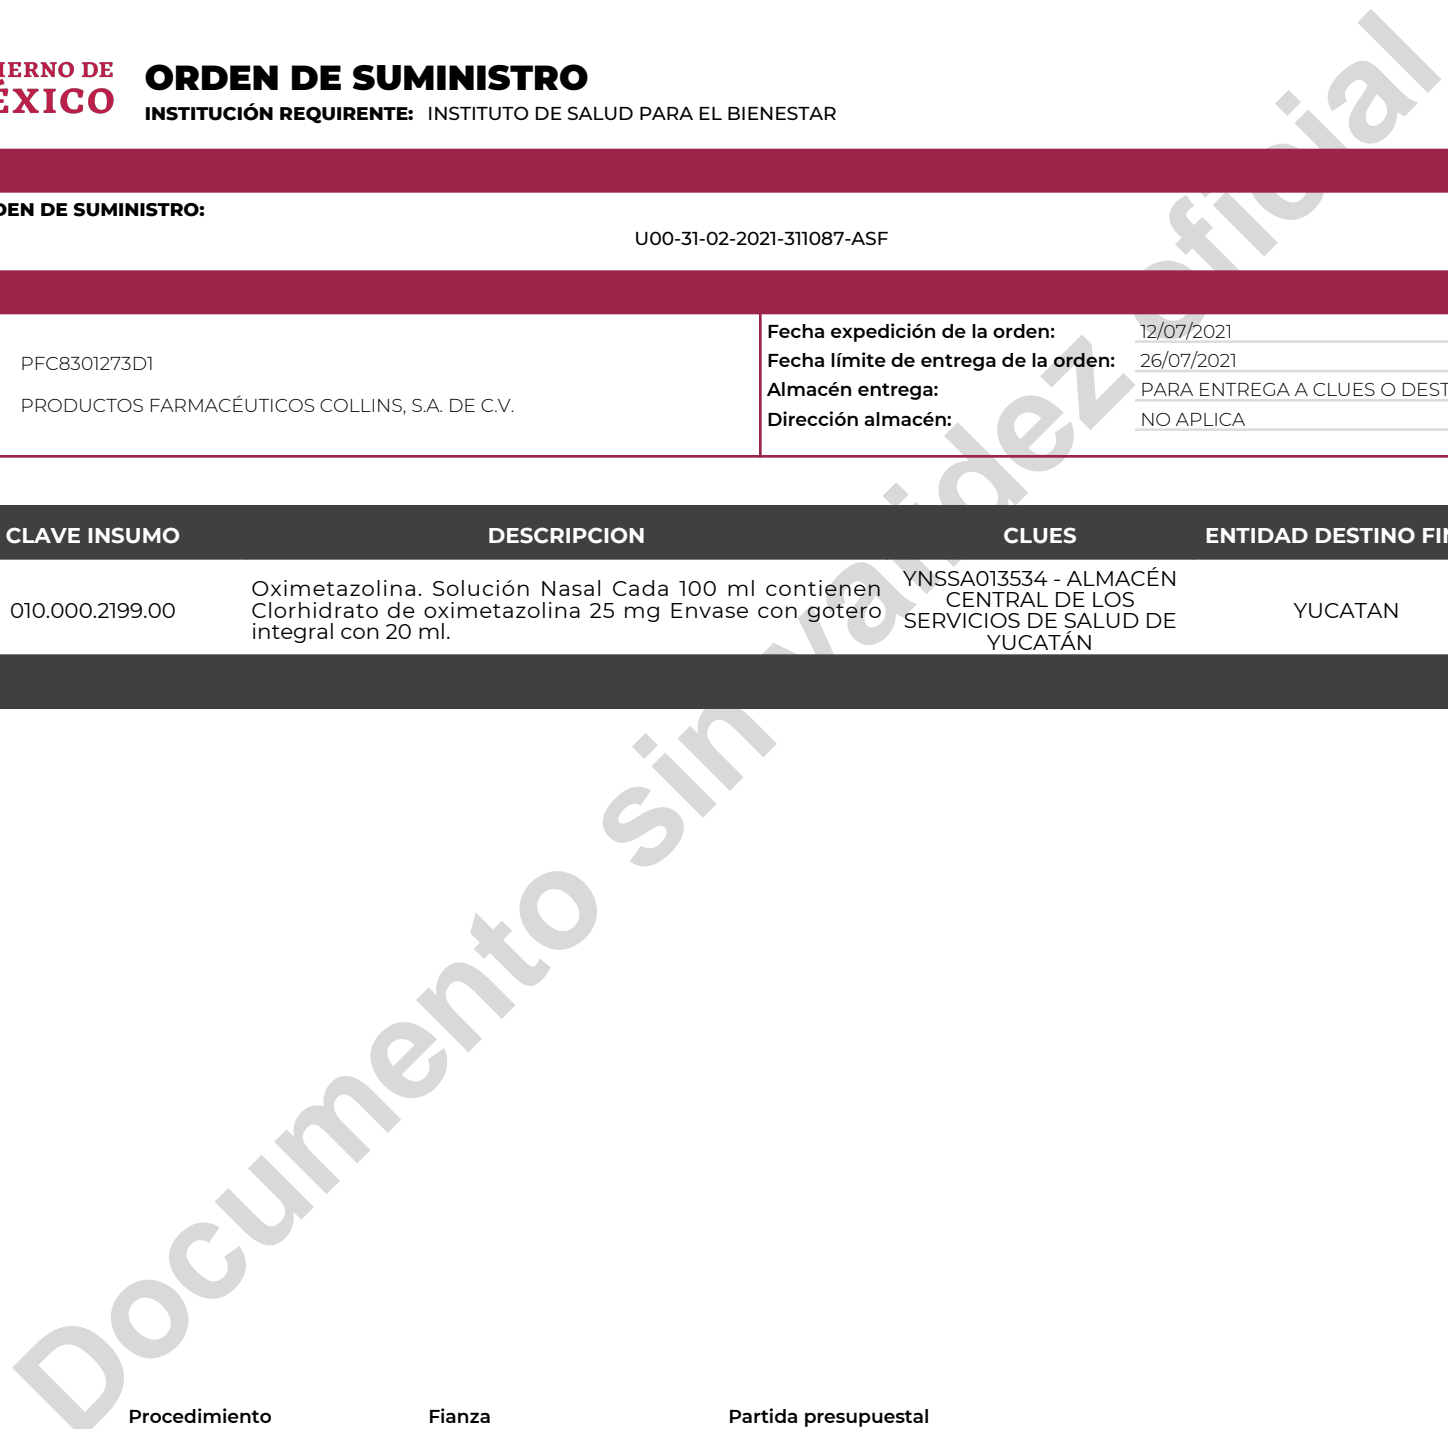 IERNO DE
ÉXICO
ORDEN DE SUMINISTRO
INSTITUCIÓN REQUIRENTE: INSTITUTO DE SALUD PARA EL BIENESTAR
DEN DE SUMINISTRO:
U00-31-02-2021-311087-ASF
PFC8301273D1
PRODUCTOS FARMACÉUTICOS COLLINS, S.A. DE C.V.
Fecha expedición de la orden: 12/07/2021
Fecha límite de entrega de la orden: 26/07/2021
Almacén entrega: PARA ENTREGA A CLUES O DEST
Dirección almacén: NO APLICA
CLAVE INSUMO DESCRIPCION CLUES ENTIDAD DESTINO FIN
010.000.2199.00
Oximetazolina. Solución Nasal Cada 100 ml contienen
Clorhidrato de oximetazolina 25 mg Envase con gotero
integral con 20 ml.
YNSSA013534 - ALMACÉN
CENTRAL DE LOS
SERVICIOS DE SALUD DE
YUCATÁN
YUCATAN
Documento sin validez oficial
Procedimiento Fianza Partida presupuestal